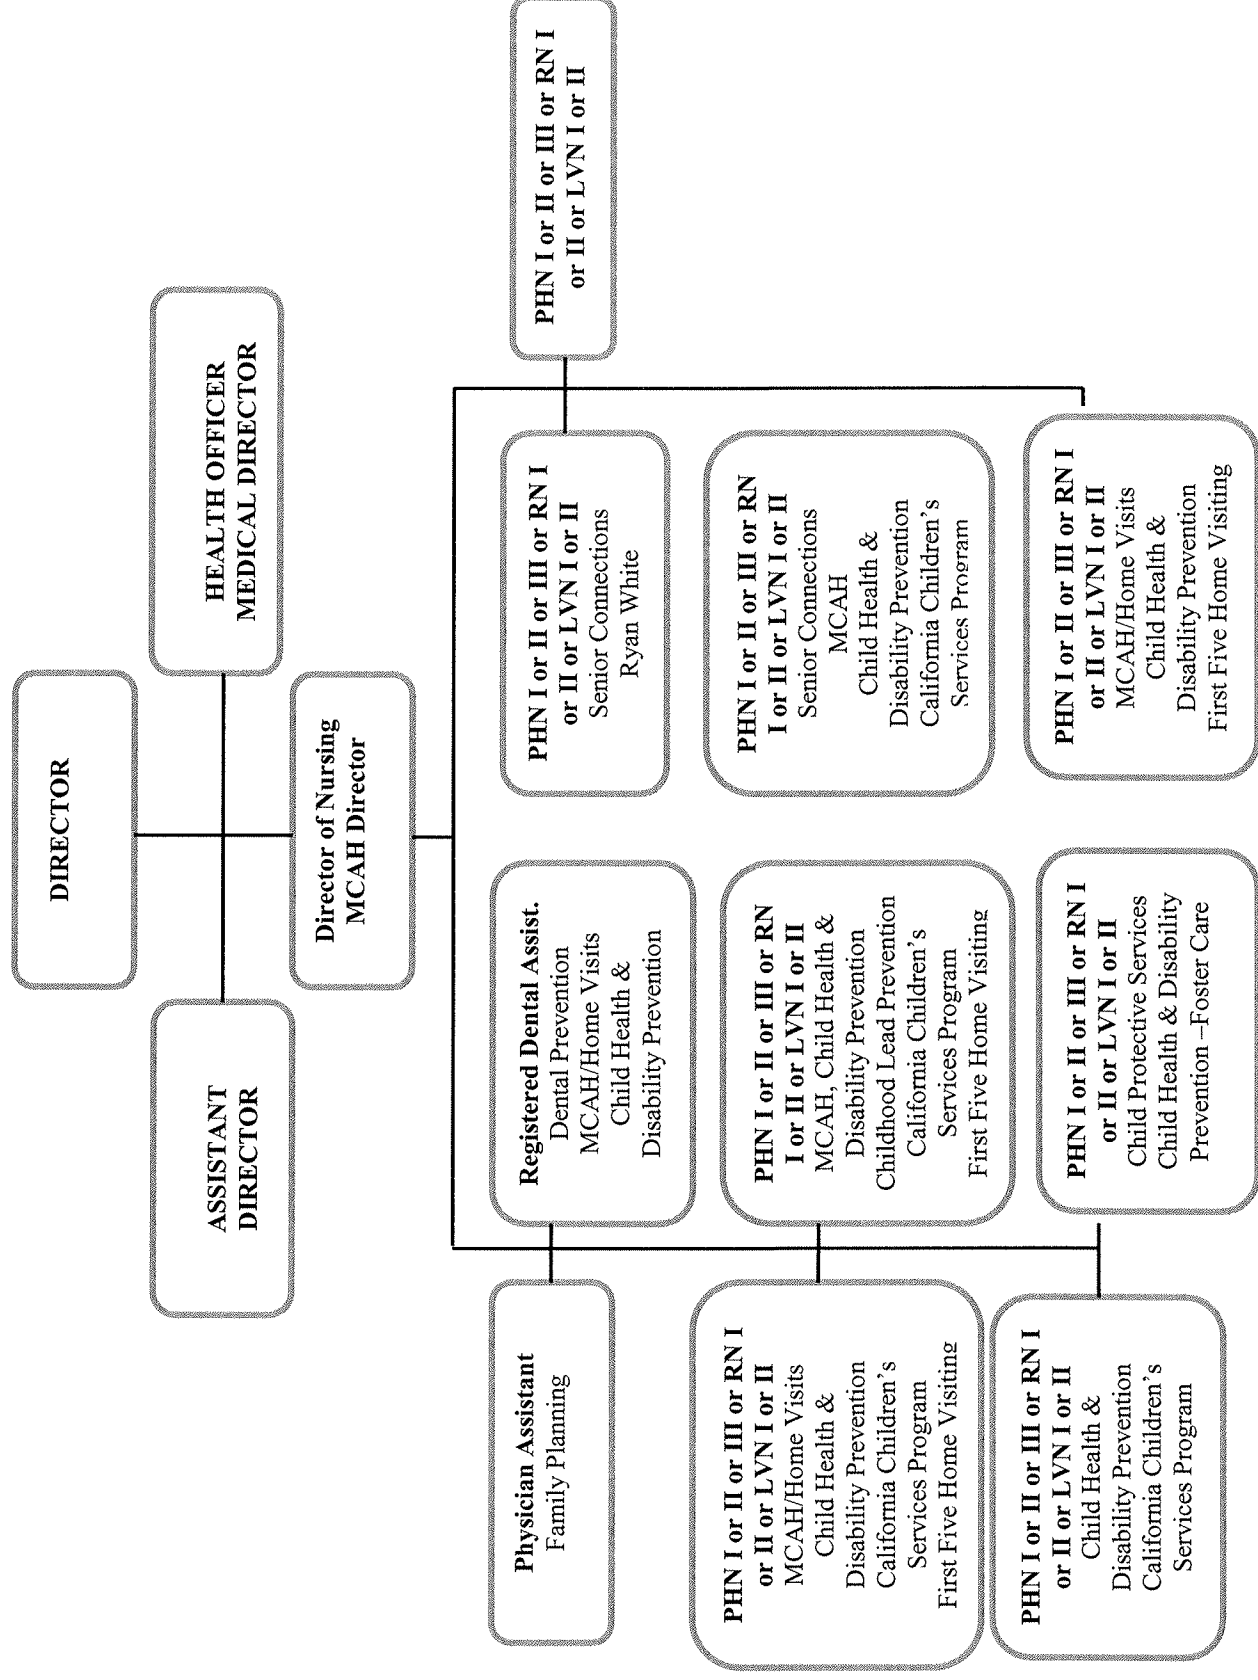 DIRECTOR
ASSISTANT
DIRECTOR
HEALTH OFFICER
MEDICAL DIRECTOR
Director of Nursing
MCAH Director
Physician Assistant
Family Planning
Registered Dental Assist.
Dental Prevention
MCAH/Home Visits
Child Health &
Disability Prevention
PHN I or II or III or RN I
or II or LVN I or II
Senior Connections
Ryan White
PHN I or II or III or RN I
or II or LVN I or II
PHN I or II or III or RN I
or II or LVN I or II
MCAH/Home Visits
Child Health &
Disability Prevention
California Children's
Services Program
First Five Home Visiting
PHN I or II or III or RN
I or II or LVN I or II
MCAH, Child Health &
Disability Prevention
Childhood Lead Prevention
California Children's
Services Program
First Five Home Visiting
PHN I or II or III or RN
I or II or LVN I or II
Senior Connections
MCAH
Child Health &
Disability Prevention
California Children's
Services Program
PHN I or II or III or RN I
or II or LVN I or II
Child Health &
Disability Prevention
California Children's
Services Program
PHN I or II or III or RN I
or II or LVN I or II
Child Protective Services
Child Health & Disability
Prevention –Foster Care
PHN I or II or III or RN I
or II or LVN I or II
MCAH/Home Visits
Child Health &
Disability Prevention
First Five Home Visiting